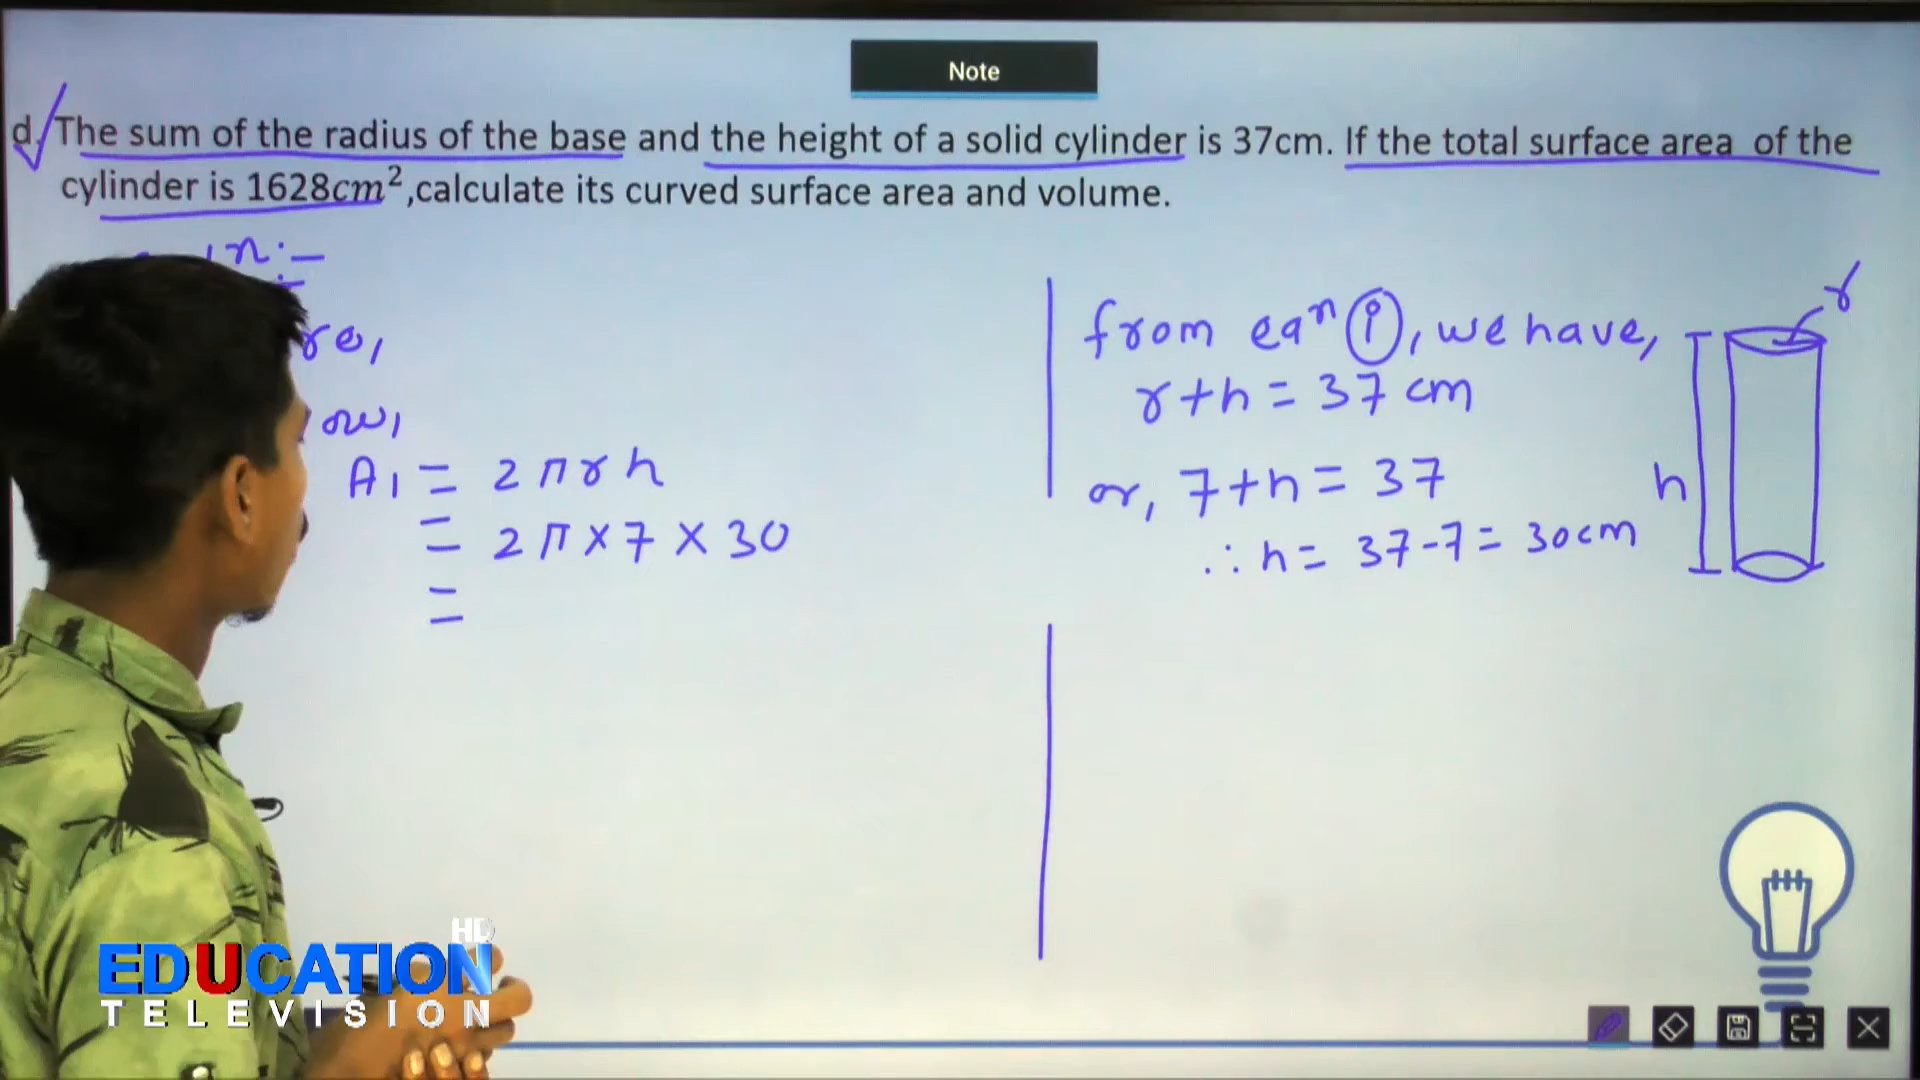 Note
d. The sum of the radius of the base and the height of a solid cylinder is 37cm. If the total surface area of the
cylinder is 1628cm²,calculate its curved surface area and volume.
n:-
re,
ow,
A₁ = 2πrh
= 2π×7×30
=
from eqⁿ (i), we have,
r+h = 37 cm
or, 7+h = 37
∴ h = 37-7 = 30cm
r
h
HD
EDUCATION
TELEVISION